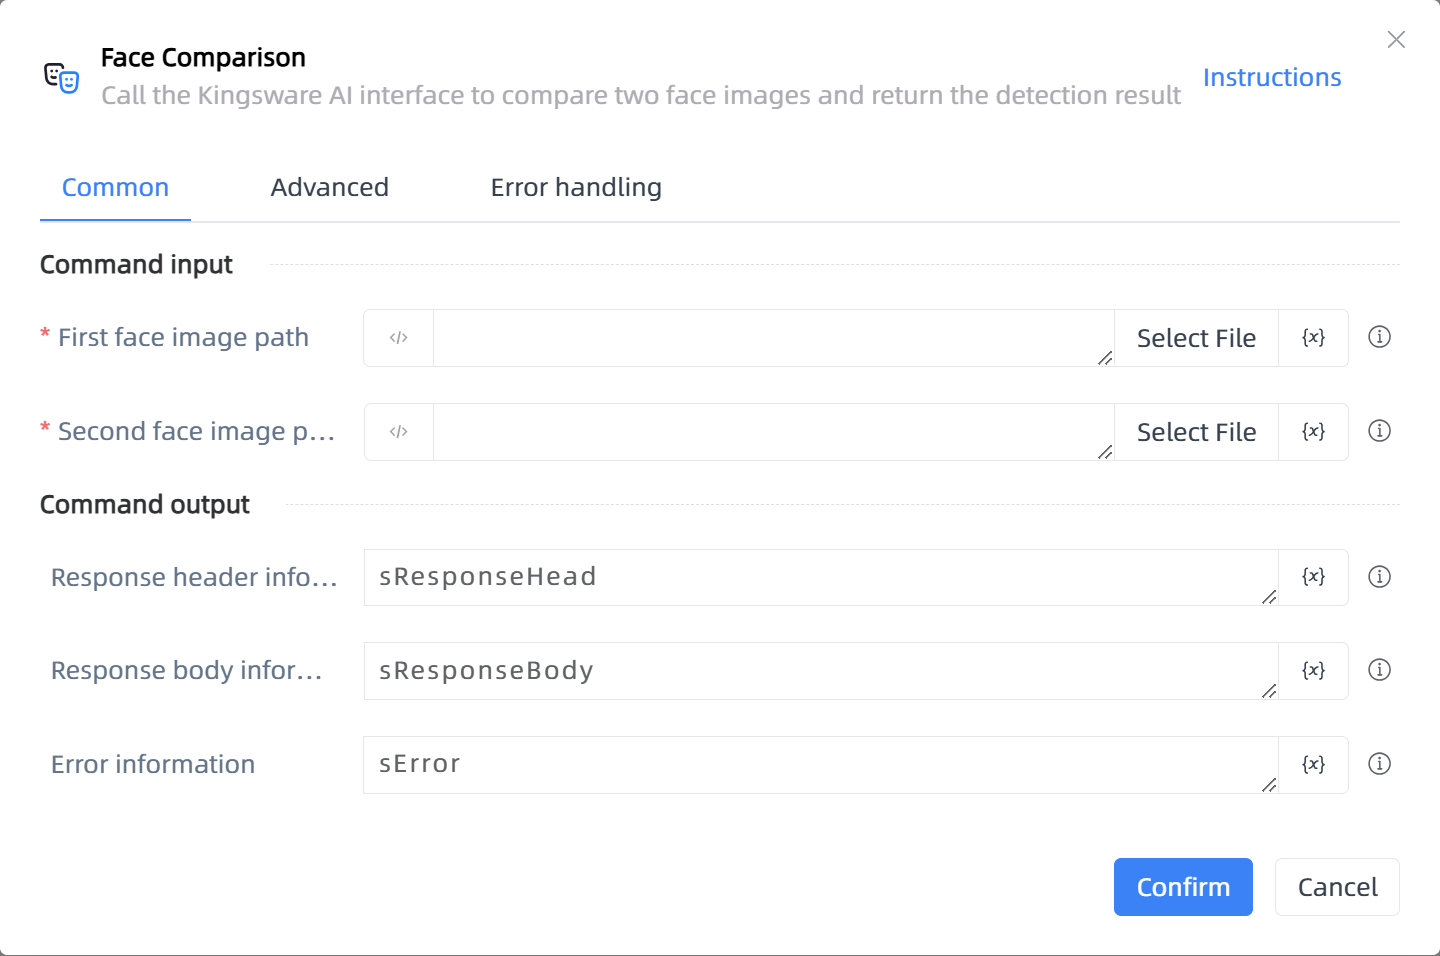 Face Comparison
Call the Kingsware AI interface to compare two face images and return the detection result
Instructions
Common Advanced Error handling
Command input
* First face image path </> Select File {x}
* Second face image p... </> Select File {x}
Command output
Response header info... sResponseHead {x}
Response body infor... sResponseBody {x}
Error information sError {x}
Confirm Cancel